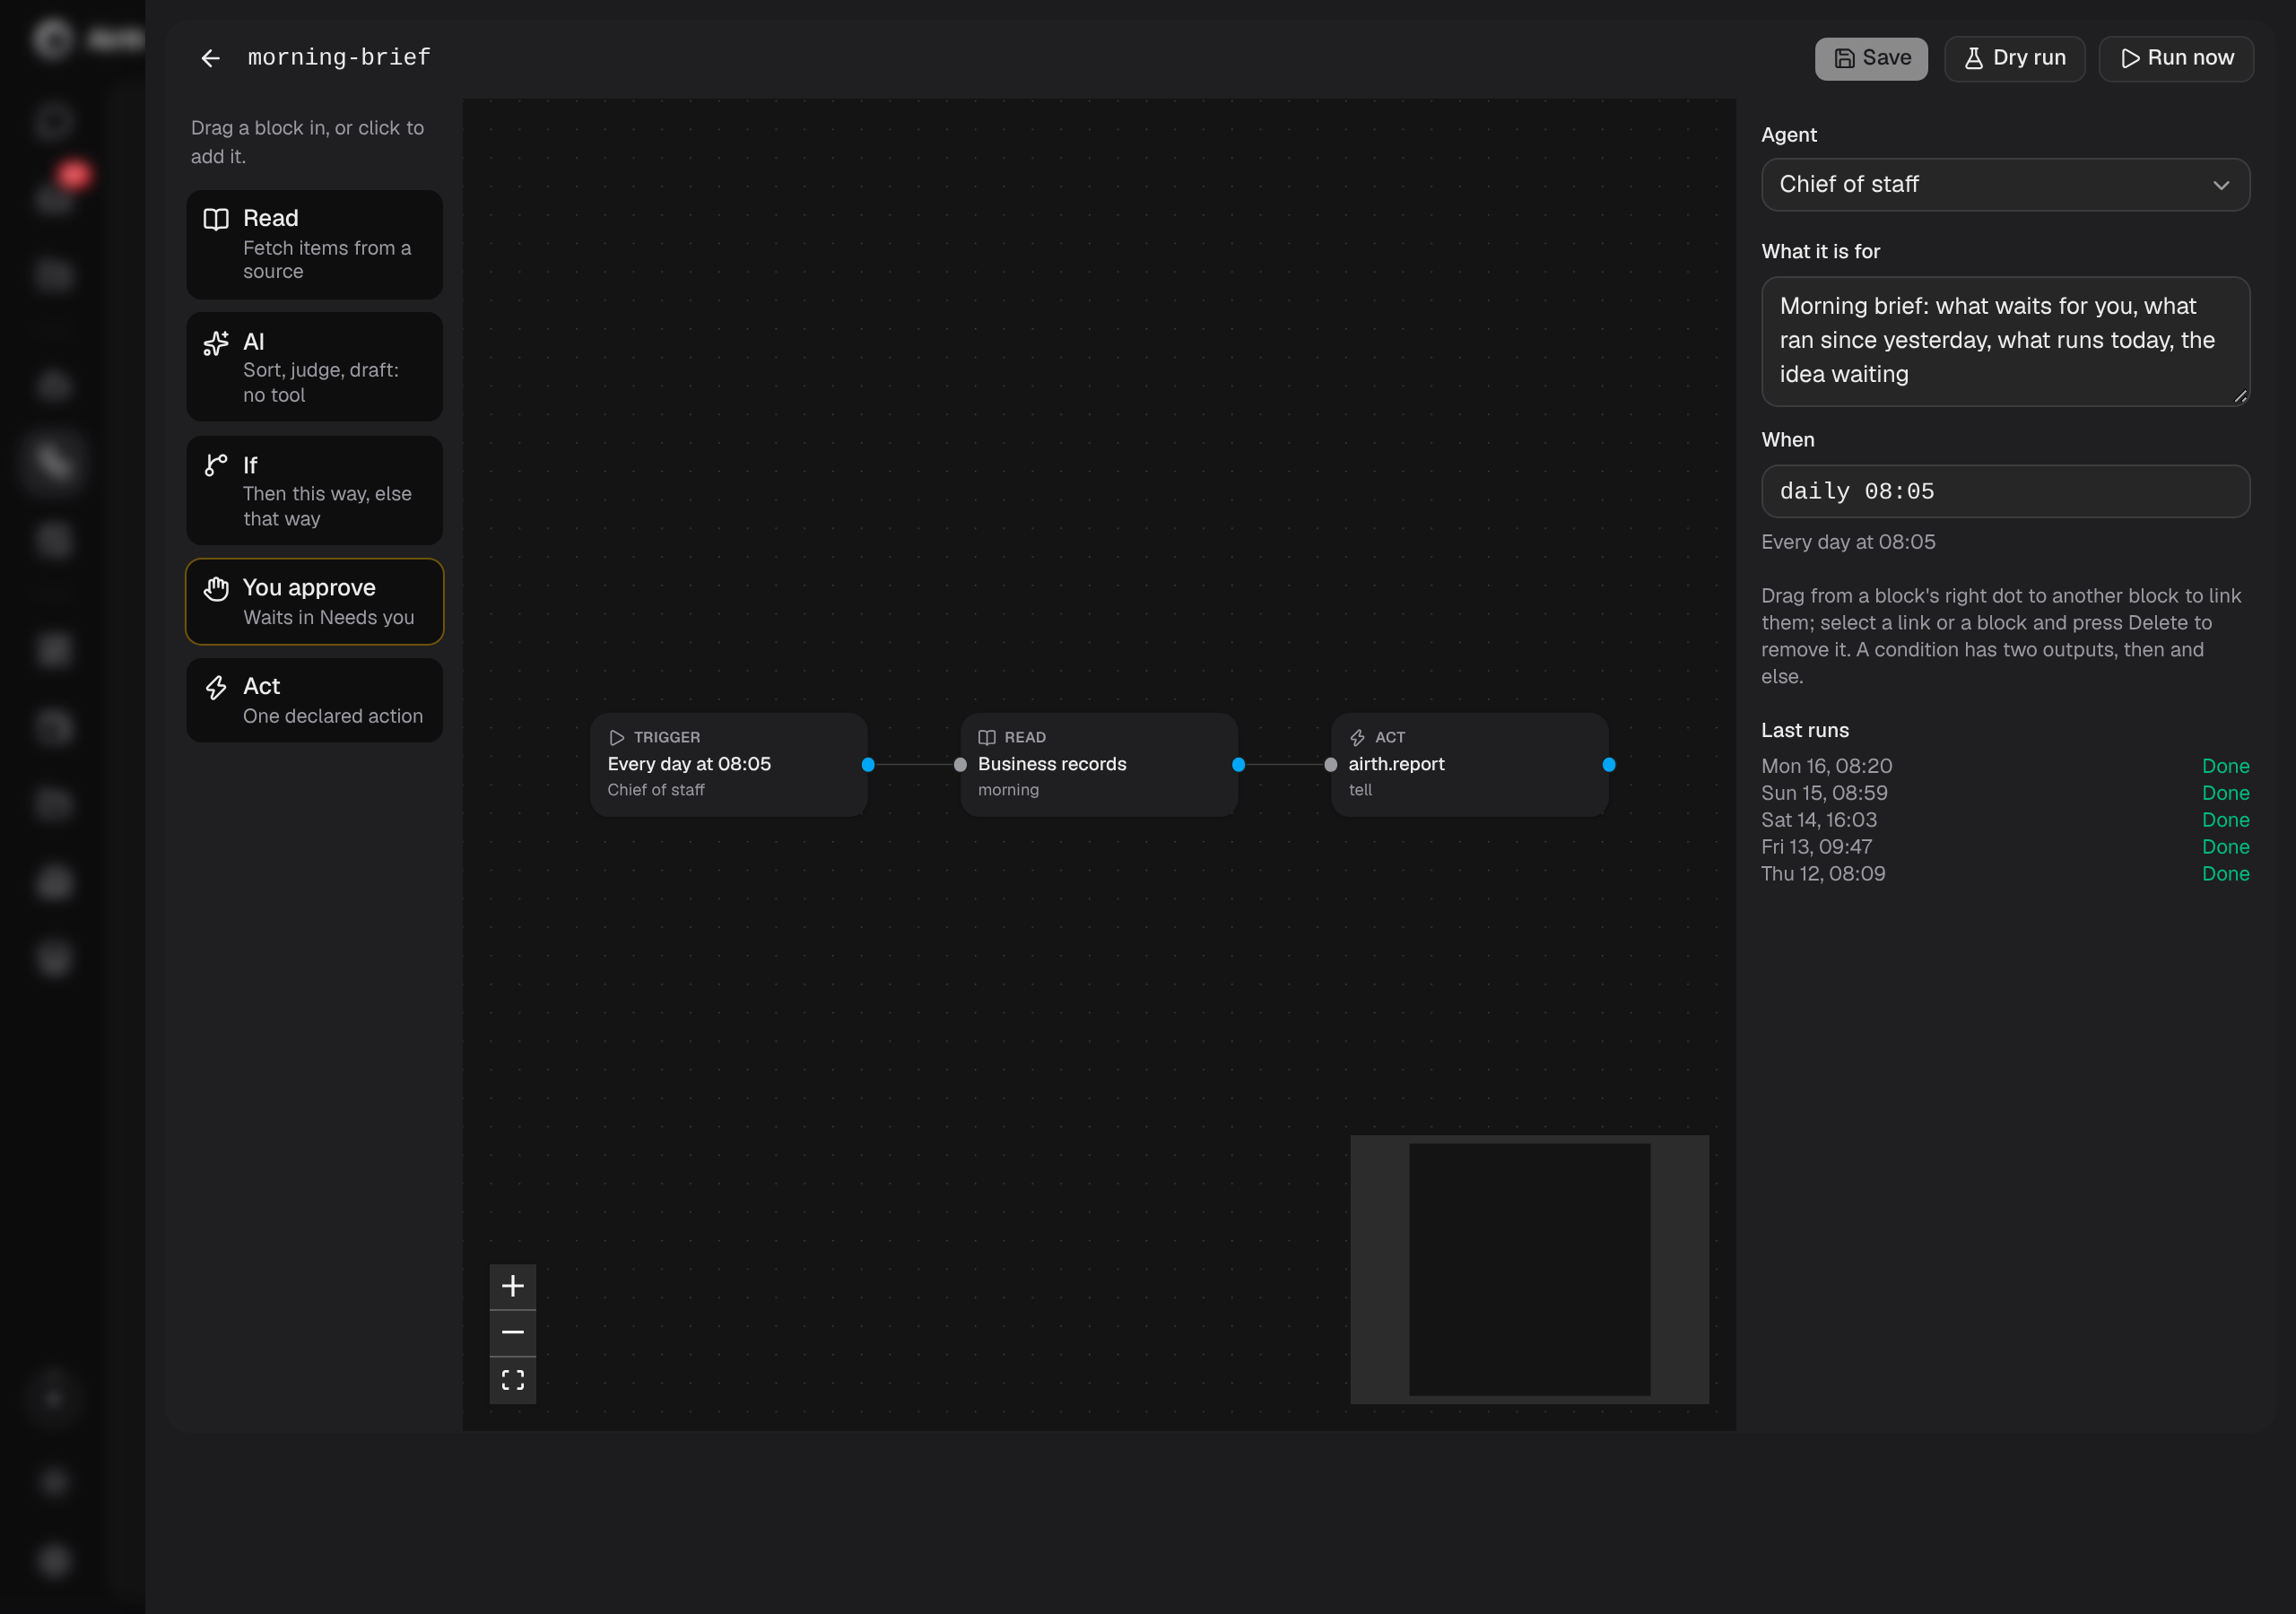 morning-brief
Save
Dry run
Run now
Drag a block in, or click to
add it.
Read
Fetch items from a
source
AI
Sort, judge, draft:
no tool
If
Then this way, else
that way
You approve
Waits in Needs you
Act
One declared action
TRIGGER
Every day at 08:05
Chief of staff
READ
Business records
morning
ACT
airth.report
tell
Agent
Chief of staff
What it is for
Morning brief: what waits for you, what
ran since yesterday, what runs today, the
idea waiting
When
daily 08:05
Every day at 08:05
Drag from a block's right dot to another block to link
them; select a link or a block and press Delete to
remove it. A condition has two outputs, then and
else.
Last runs
Mon 16, 08:20 Done
Sun 15, 08:59 Done
Sat 14, 16:03 Done
Fri 13, 09:47 Done
Thu 12, 08:09 Done